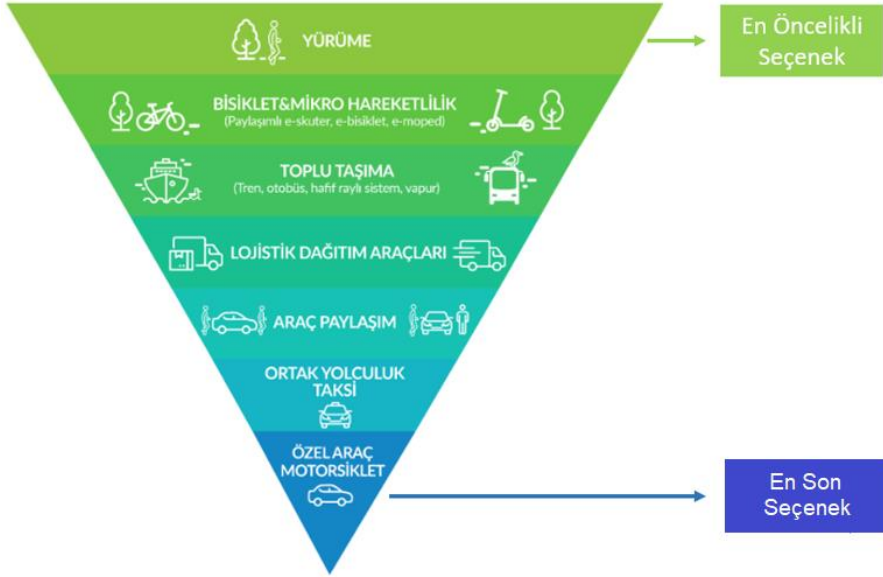 YÜRÜME
En Öncelikli
Seçenek
BİSİKLET&MİKRO HAREKETLİLİK
(Paylaşımlı e-skuter, e-bisiklet, e-moped)
TOPLU TAŞIMA
(Tren, otobüs, hafif raylı sistem, vapur)
LOJİSTİK DAĞITIM ARAÇLARI
ARAÇ PAYLAŞIM
ORTAK YOLCULUK
TAKSİ
ÖZEL ARAÇ
MOTORSİKLET
En Son
Seçenek